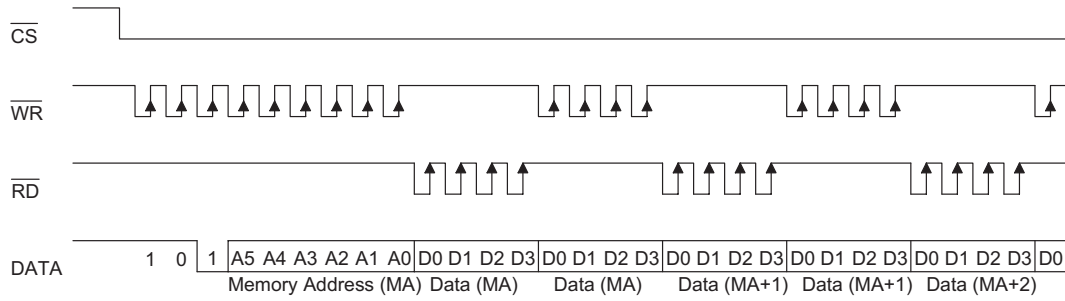 CS
WR
RD
DATA 1 0 1 A5 A4 A3 A2 A1 A0 D0 D1 D2 D3 D0 D1 D2 D3 D0 D1 D2 D3 D0 D1 D2 D3 D0 D1 D2 D3 D0
Memory Address (MA) Data (MA) Data (MA) Data (MA+1) Data (MA+1) Data (MA+2)